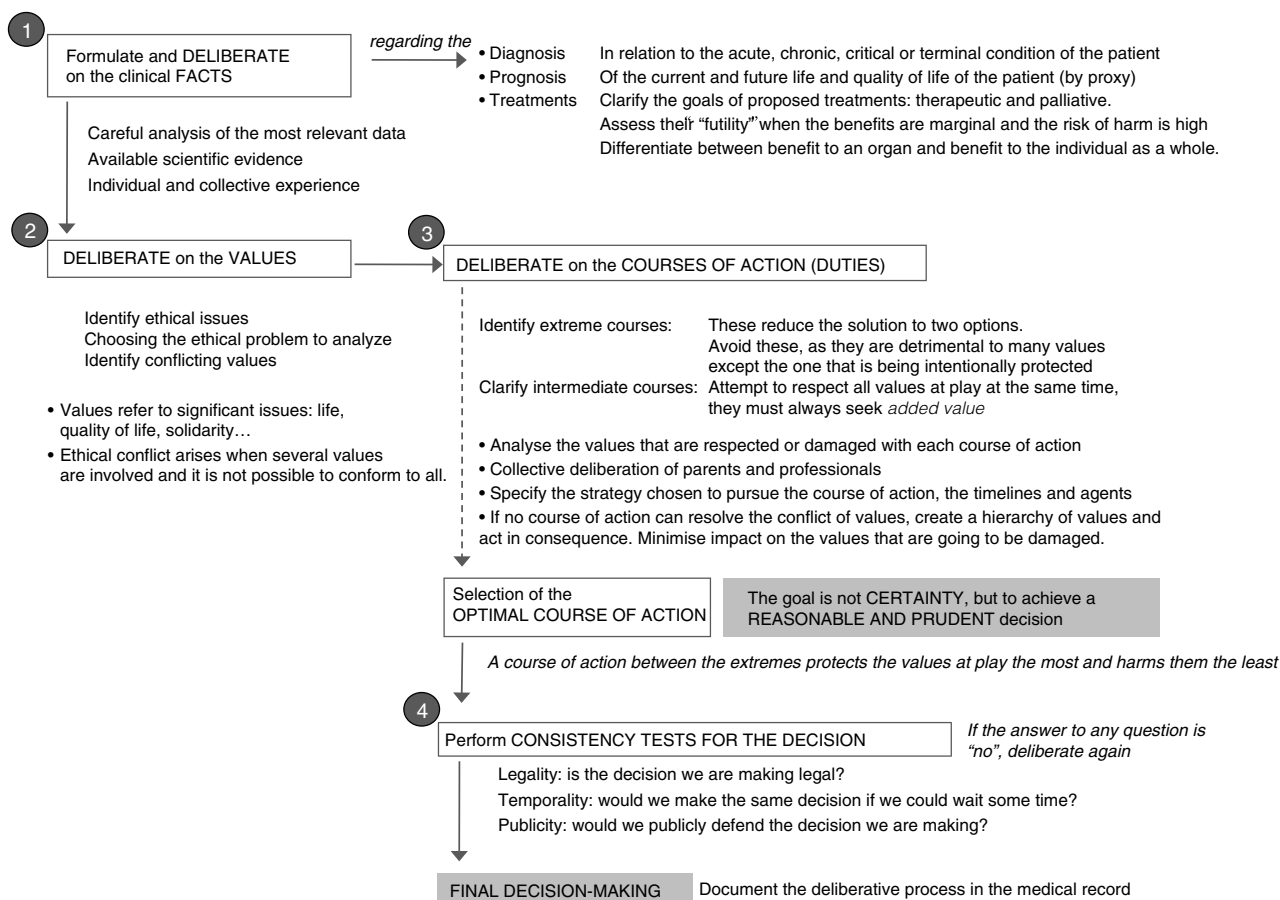 1
Formulate and DELIBERATE
on the clinical FACTS
regarding the
• Diagnosis In relation to the acute, chronic, critical or terminal condition of the patient
• Prognosis Of the current and future life and quality of life of the patient (by proxy)
• Treatments Clarify the goals of proposed treatments: therapeutic and palliative.
Assess their “futility” when the benefits are marginal and the risk of harm is high
Differentiate between benefit to an organ and benefit to the individual as a whole.
Careful analysis of the most relevant data
Available scientific evidence
Individual and collective experience
2
DELIBERATE on the VALUES
Identify ethical issues
Choosing the ethical problem to analyze
Identify conflicting values
• Values refer to significant issues: life,
quality of life, solidarity…
• Ethical conflict arises when several values
are involved and it is not possible to conform to all.
3
DELIBERATE on the COURSES OF ACTION (DUTIES)
Identify extreme courses: These reduce the solution to two options.
Avoid these, as they are detrimental to many values
except the one that is being intentionally protected
Clarify intermediate courses: Attempt to respect all values at play at the same time,
they must always seek added value
• Analyse the values that are respected or damaged with each course of action
• Collective deliberation of parents and professionals
• Specify the strategy chosen to pursue the course of action, the timelines and agents
• If no course of action can resolve the conflict of values, create a hierarchy of values and
act in consequence. Minimise impact on the values that are going to be damaged.
Selection of the
OPTIMAL COURSE OF ACTION
The goal is not CERTAINTY, but to achieve a
REASONABLE AND PRUDENT decision
A course of action between the extremes protects the values at play the most and harms them the least
4
Perform CONSISTENCY TESTS FOR THE DECISION
If the answer to any question is
“no”, deliberate again
Legality: is the decision we are making legal?
Temporality: would we make the same decision if we could wait some time?
Publicity: would we publicly defend the decision we are making?
FINAL DECISION-MAKING
Document the deliberative process in the medical record